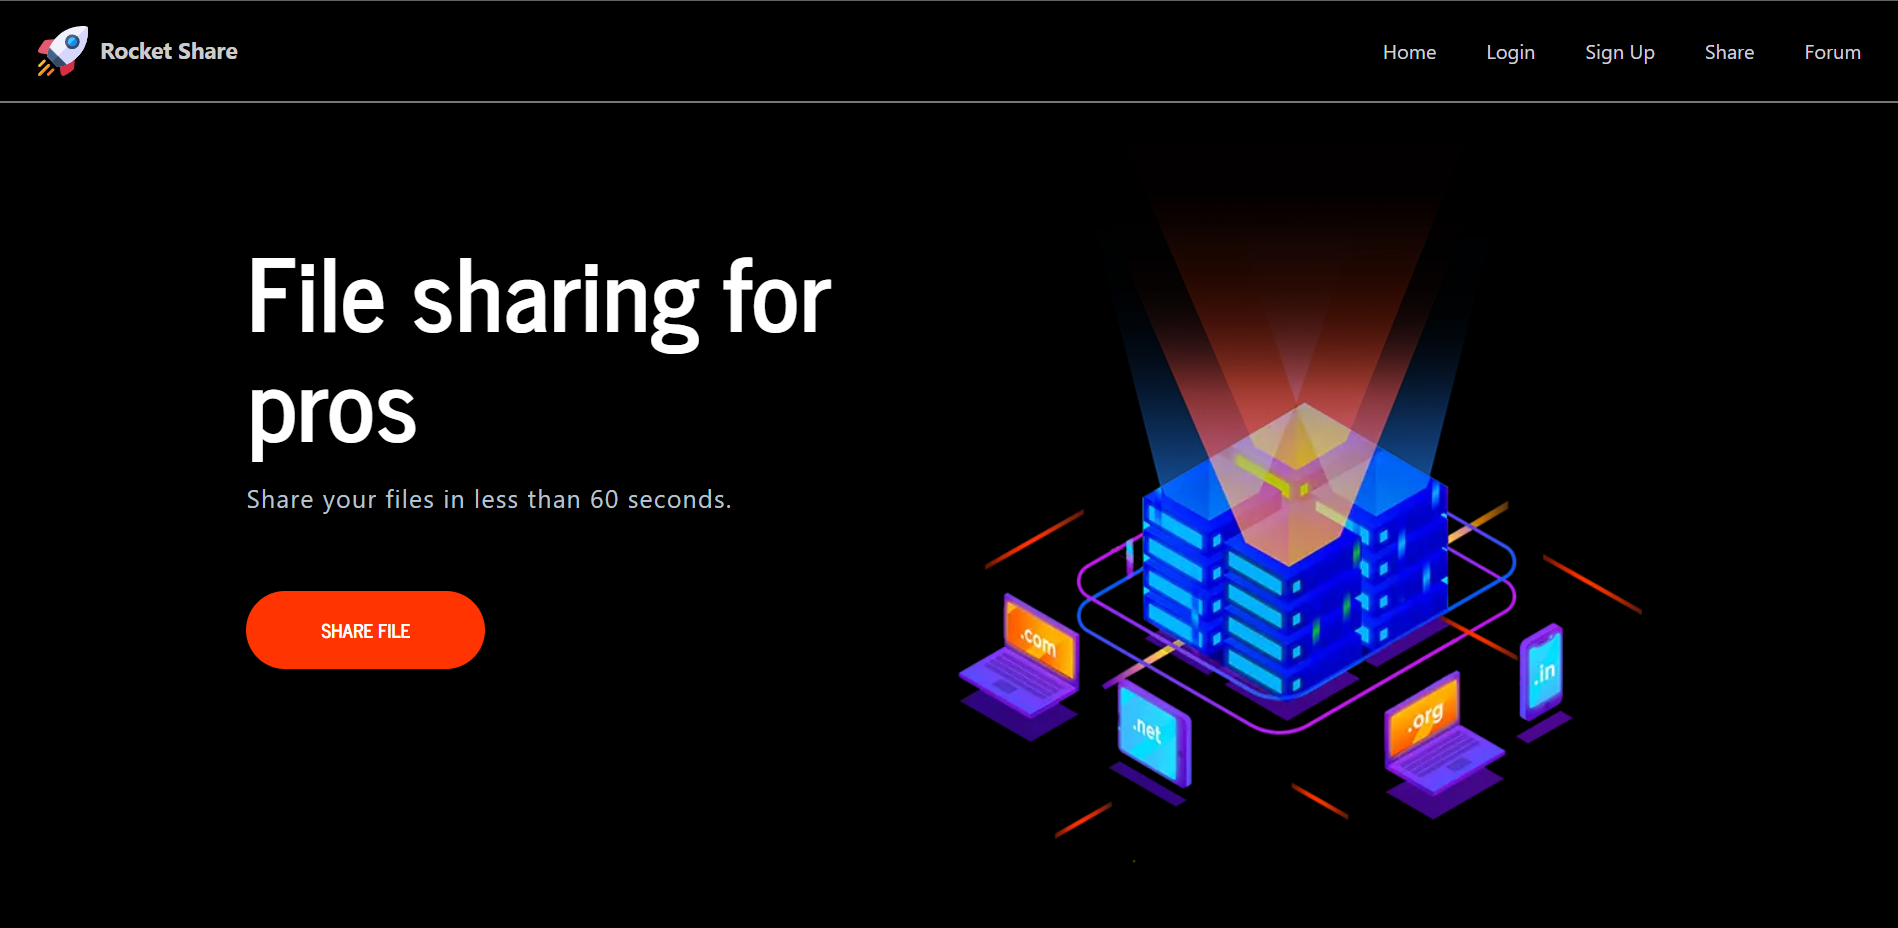 Rocket Share
Home Login Sign Up Share Forum
File sharing for
pros
Share your files in less than 60 seconds.
SHARE FILE
.com
.net
.org
.in